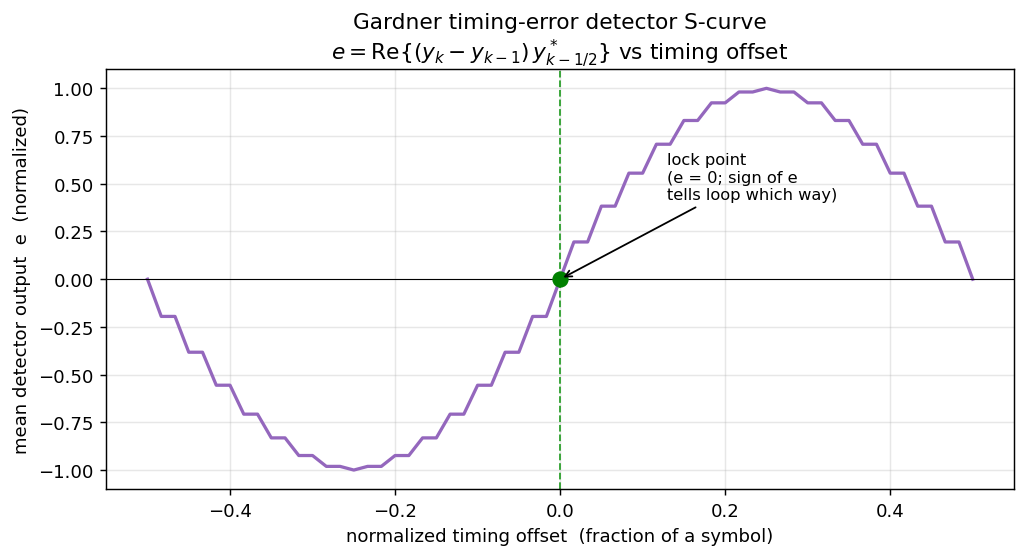 Gardner timing-error detector S-curve
e = Re{(y_k − y_{k−1}) y*_{k−1/2}} vs timing offset
1.00
0.75
0.50
0.25
0.00
−0.25
−0.50
−0.75
−1.00
mean detector output e (normalized)
lock point
(e = 0; sign of e
tells loop which way)
−0.4
−0.2
0.0
0.2
0.4
normalized timing offset (fraction of a symbol)